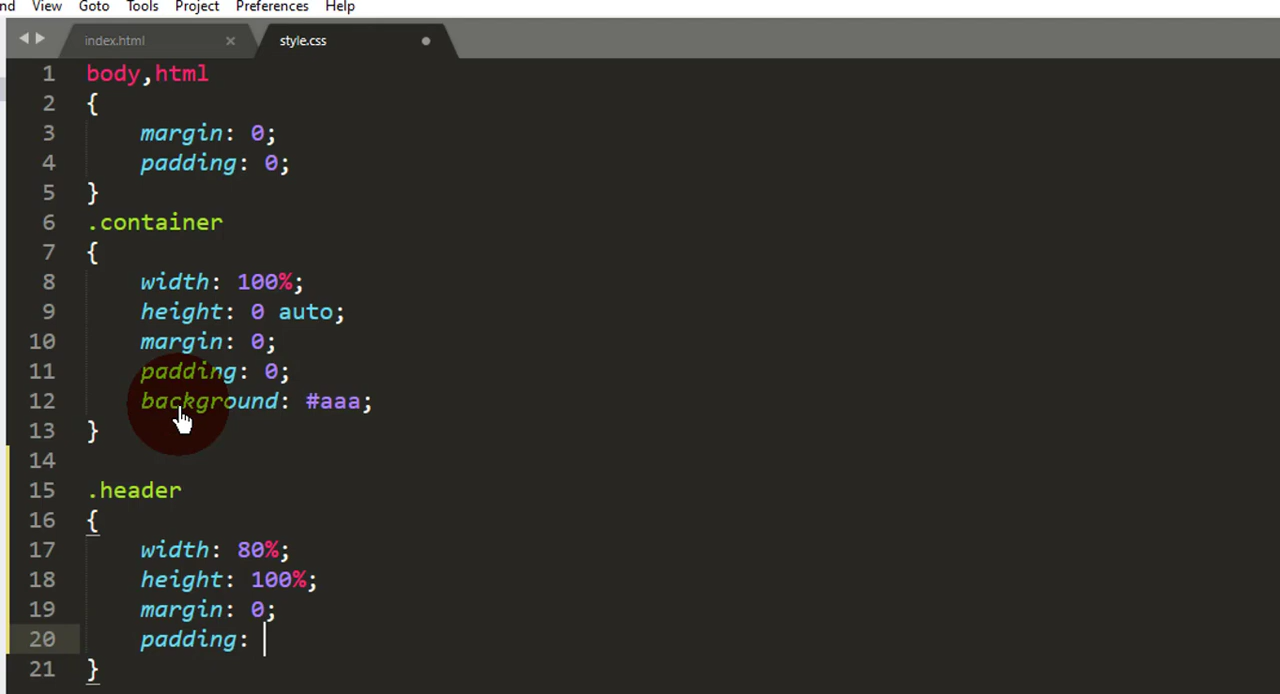 nd View Goto Tools Project Preferences Help
index.html × style.css
1 body,html
2 {
3 margin: 0;
4 padding: 0;
5 }
6 .container
7 {
8 width: 100%;
9 height: 0 auto;
10 margin: 0;
11 padding: 0;
12 background: #aaa;
13 }
14
15 .header
16 {
17 width: 80%;
18 height: 100%;
19 margin: 0;
20 padding:
21 }